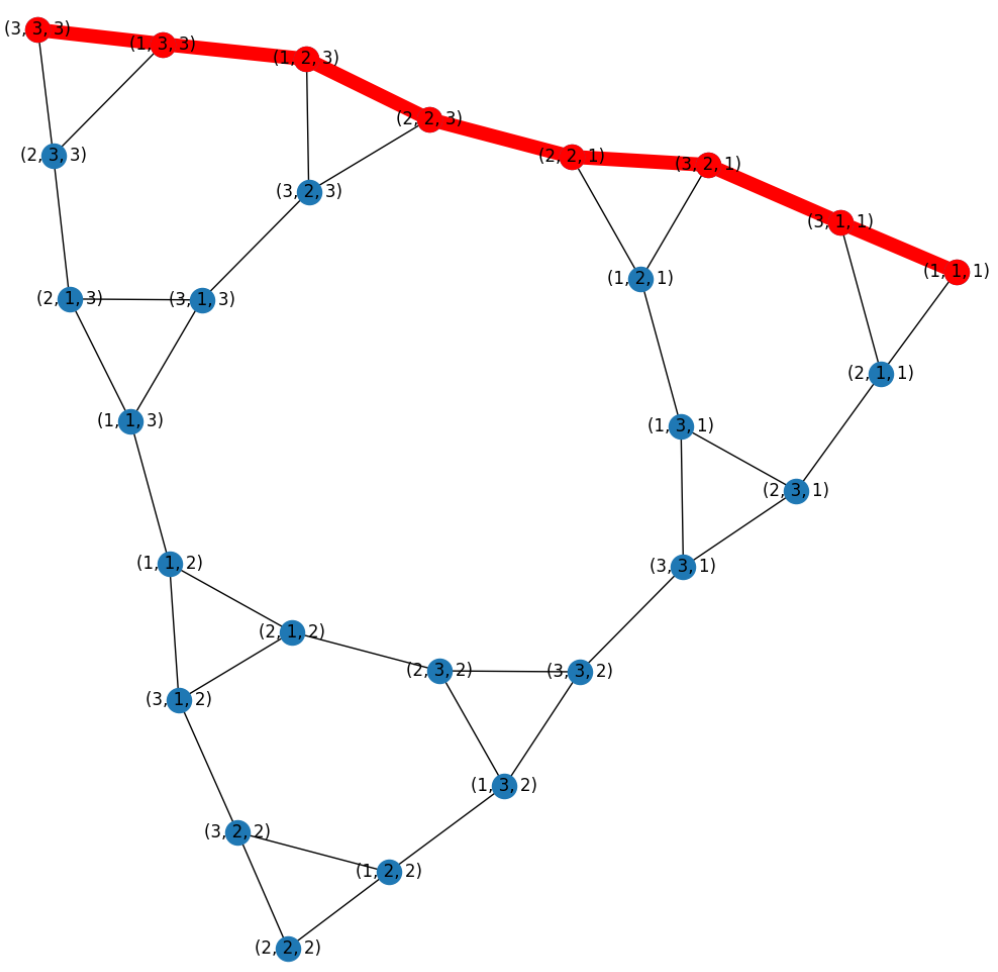 (3, 3, 3)
(1, 3, 3)
(1, 2, 3)
(2, 2, 3)
(2, 3, 3)
(2, 2, 1)
(3, 2, 1)
(3, 2, 3)
(3, 1, 1)
(1, 1, 1)
(1, 2, 1)
(2, 1, 3)
(3, 1, 3)
(2, 1, 1)
(1, 1, 3)
(1, 3, 1)
(2, 3, 1)
(1, 1, 2)
(3, 3, 1)
(2, 1, 2)
(2, 3, 2)
(3, 3, 2)
(3, 1, 2)
(1, 3, 2)
(3, 2, 2)
(1, 2, 2)
(2, 2, 2)